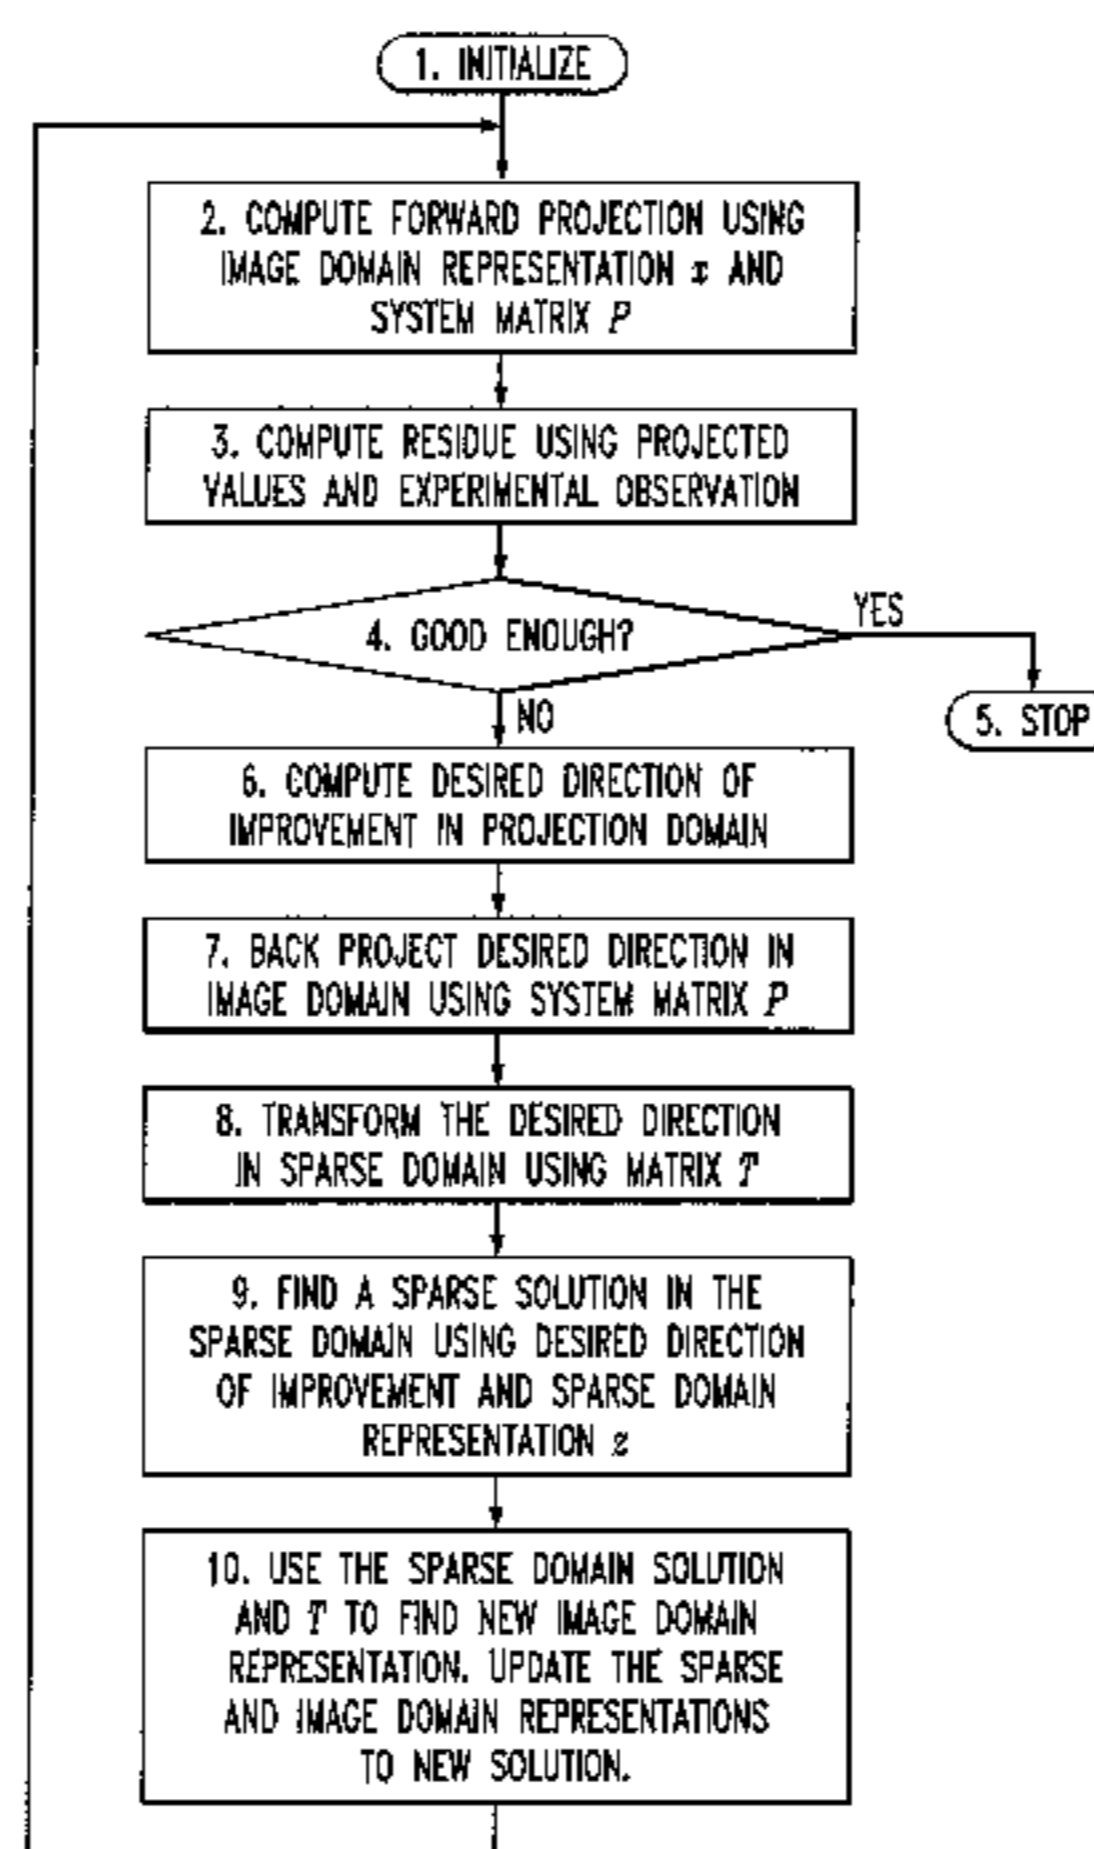 1. INITIALIZE
2. COMPUTE FORWARD PROJECTION USING
IMAGE DOMAIN REPRESENTATION x AND
SYSTEM MATRIX P
3. COMPUTE RESIDUE USING PROJECTED
VALUES AND EXPERIMENTAL OBSERVATION
4. GOOD ENOUGH?
YES
5. STOP
NO
6. COMPUTE DESIRED DIRECTION OF
IMPROVEMENT IN PROJECTION DOMAIN
7. BACK PROJECT DESIRED DIRECTION IN
IMAGE DOMAIN USING SYSTEM MATRIX P
8. TRANSFORM THE DESIRED DIRECTION
IN SPARSE DOMAIN USING MATRIX T
9. FIND A SPARSE SOLUTION IN THE
SPARSE DOMAIN USING DESIRED DIRECTION
OF IMPROVEMENT AND SPARSE DOMAIN
REPRESENTATION z
10. USE THE SPARSE DOMAIN SOLUTION
AND T TO FIND NEW IMAGE DOMAIN
REPRESENTATION. UPDATE THE SPARSE
AND IMAGE DOMAIN REPRESENTATIONS
TO NEW SOLUTION.